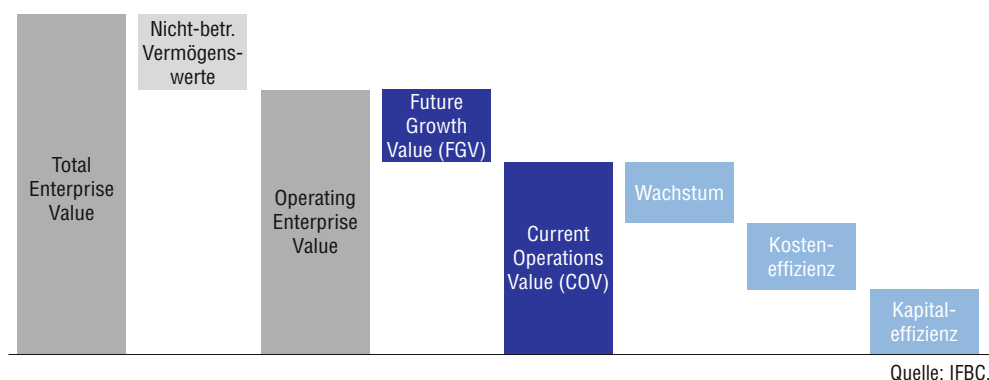 Total
Enterprise
Value
Nicht-betr.
Vermögens-
werte
Operating
Enterprise
Value
Future
Growth
Value (FGV)
Current
Operations
Value (COV)
Wachstum
Kosten-
effizienz
Kapital-
effizienz
Quelle: IFBC.